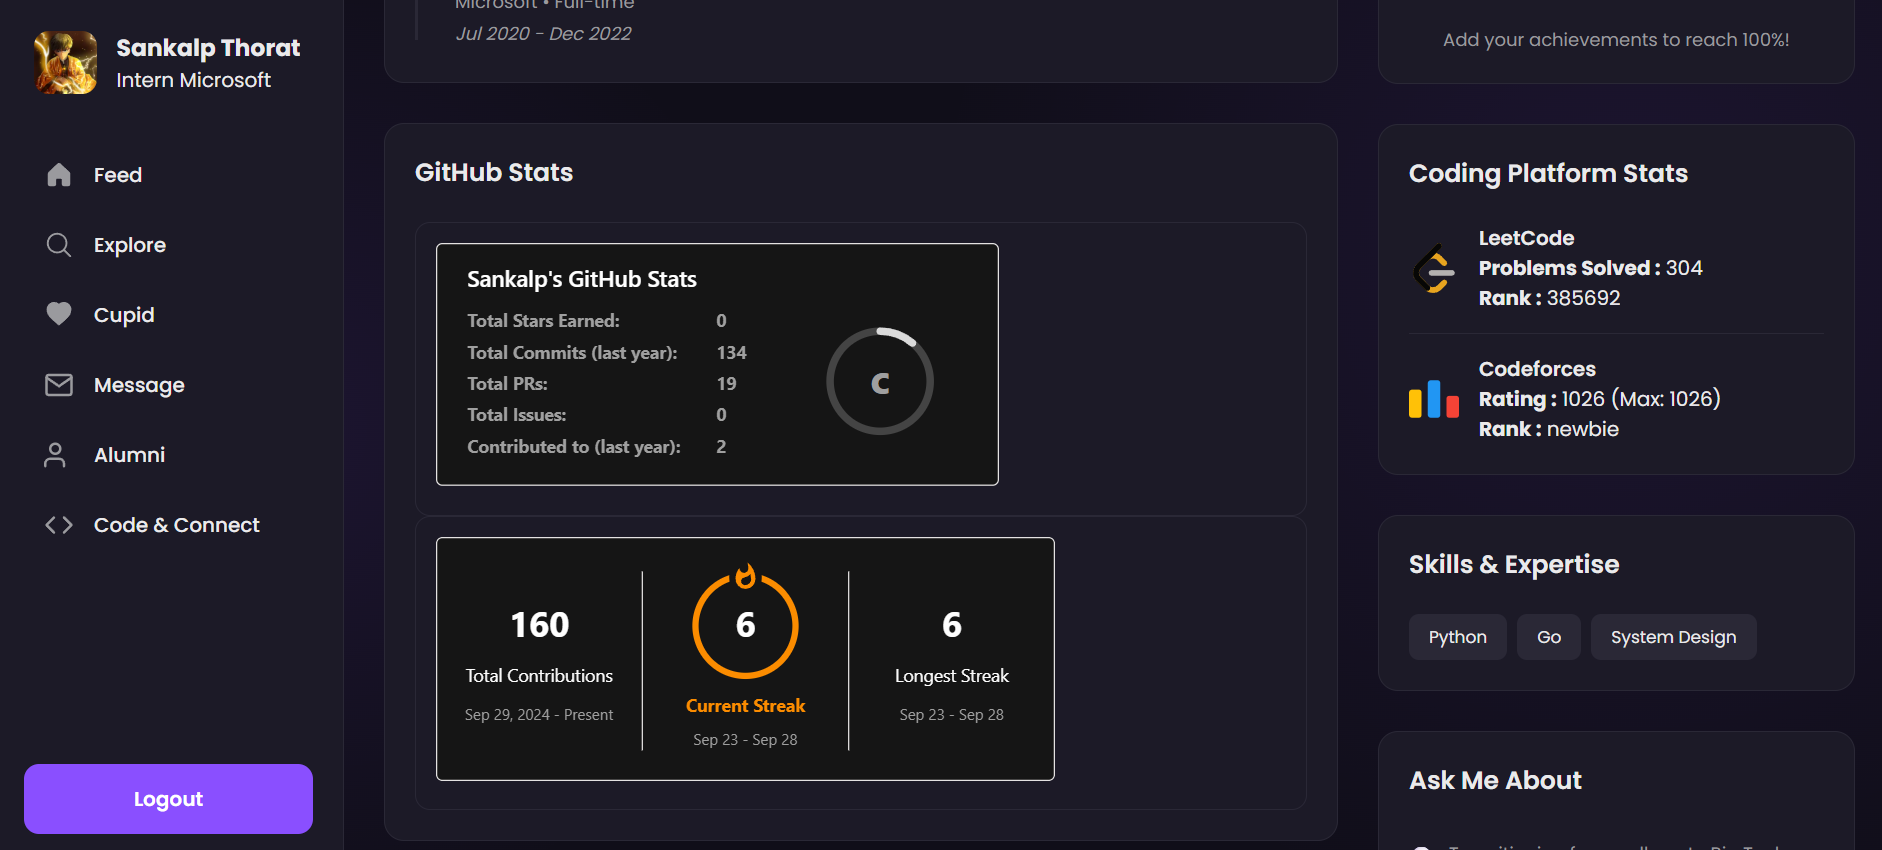 Sankalp Thorat
Intern Microsoft
Feed
Explore
Cupid
Message
Alumni
Code & Connect
Logout
Microsoft • Full-time
Jul 2020 - Dec 2022
GitHub Stats
Sankalp's GitHub Stats
Total Stars Earned: 0
Total Commits (last year): 134
Total PRs: 19
Total Issues: 0
Contributed to (last year): 2
C
160
Total Contributions
Sep 29, 2024 - Present
6
Current Streak
Sep 23 - Sep 28
6
Longest Streak
Sep 23 - Sep 28
Add your achievements to reach 100%!
Coding Platform Stats
LeetCode
Problems Solved : 304
Rank : 385692
Codeforces
Rating : 1026 (Max: 1026)
Rank : newbie
Skills & Expertise
Python
Go
System Design
Ask Me About